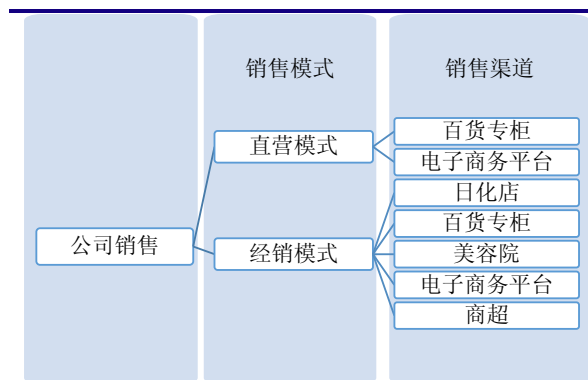 销售模式
销售渠道
公司销售
直营模式
百货专柜
电子商务平台
经销模式
日化店
百货专柜
美容院
电子商务平台
商超